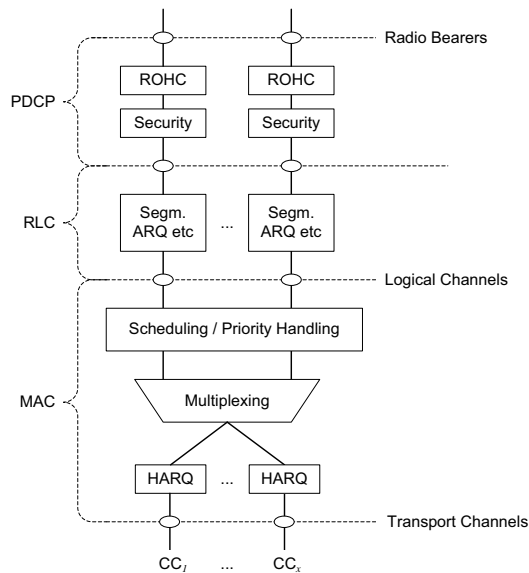 Radio Bearers
ROHC ROHC
PDCP
Security Security
RLC
Segm. ... Segm.
ARQ etc ARQ etc
Logical Channels
Scheduling / Priority Handling
MAC
Multiplexing
HARQ ... HARQ
Transport Channels
CC1 ... CCx